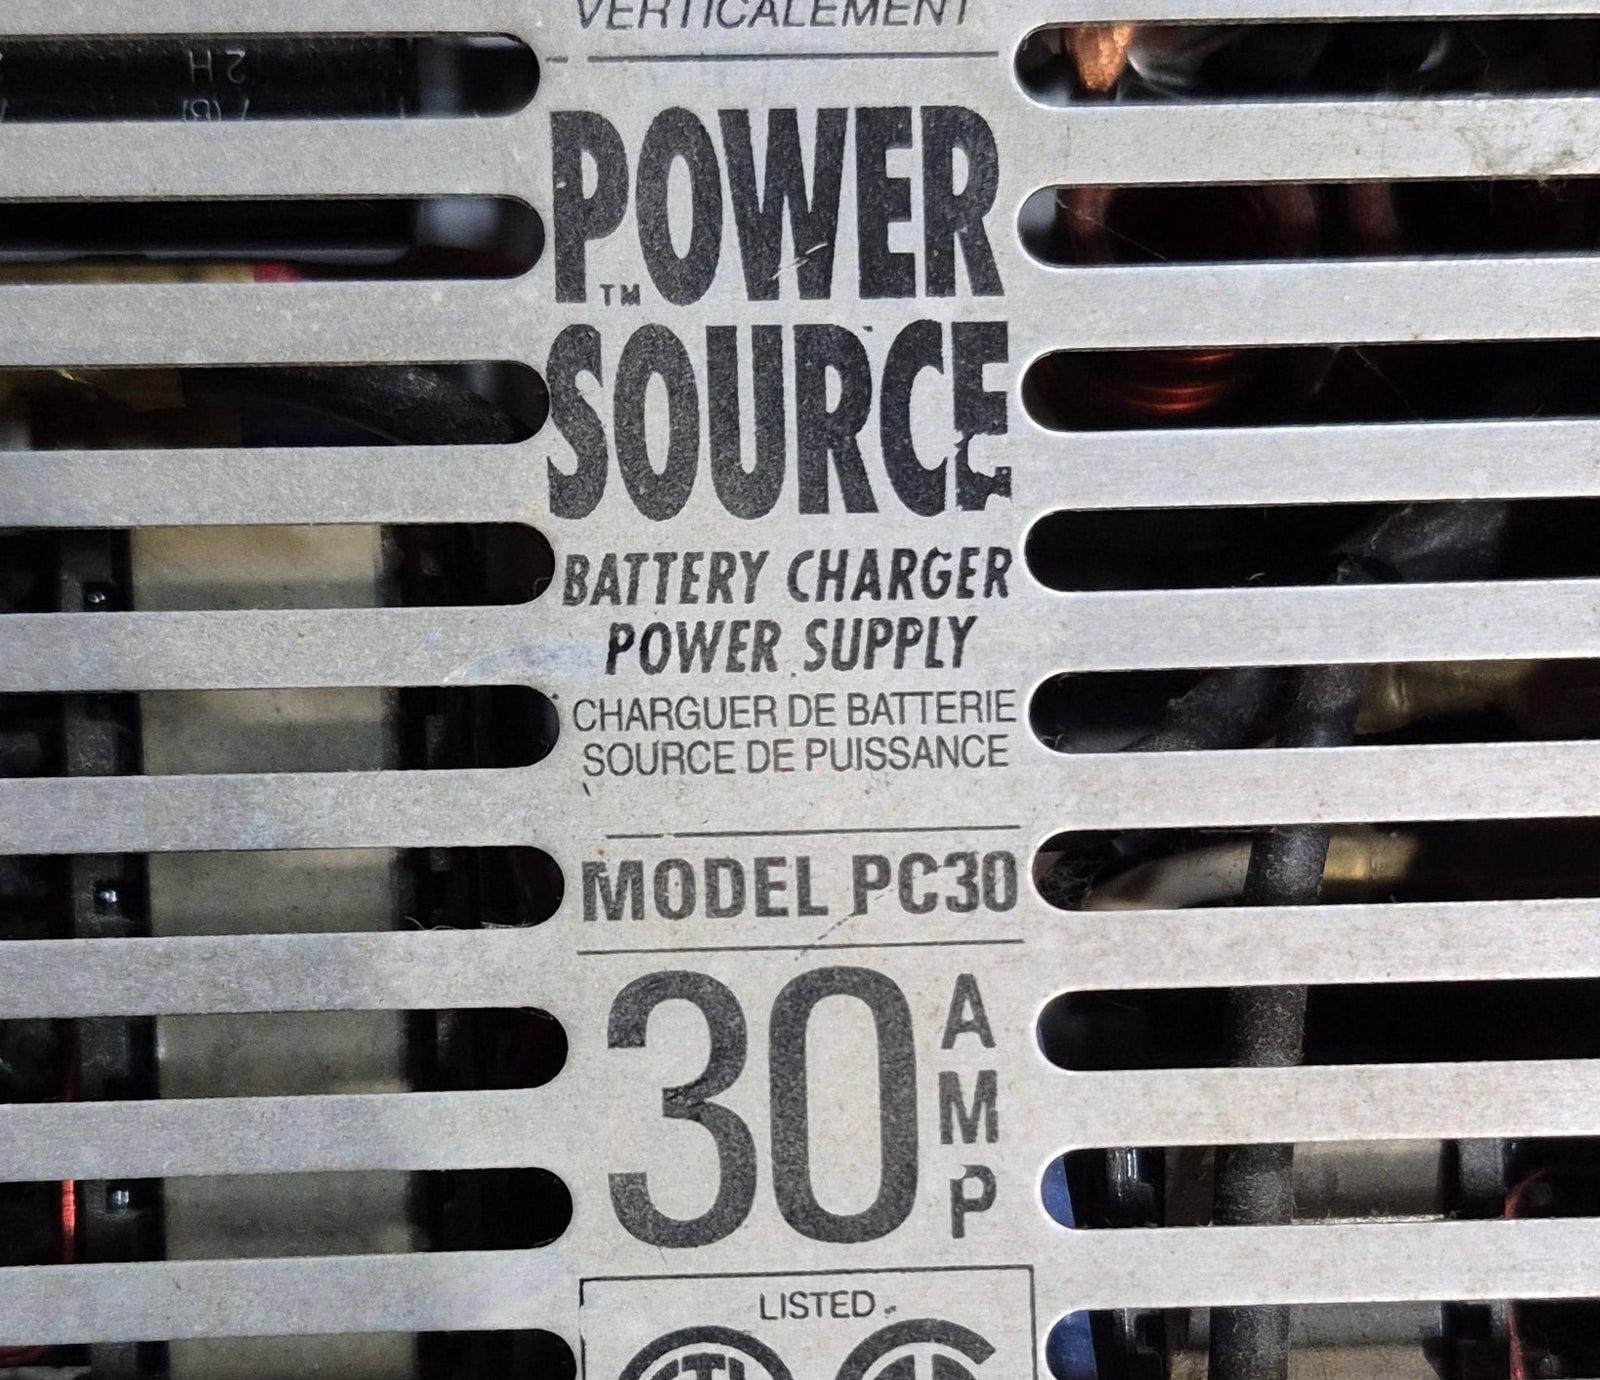 VERTICALEMENT
POWER
TM
SOURCE
BATTERY CHARGER
POWER SUPPLY
CHARGUER DE BATTERIE
SOURCE DE PUISSANCE
MODEL PC30
30 AMP
LISTED